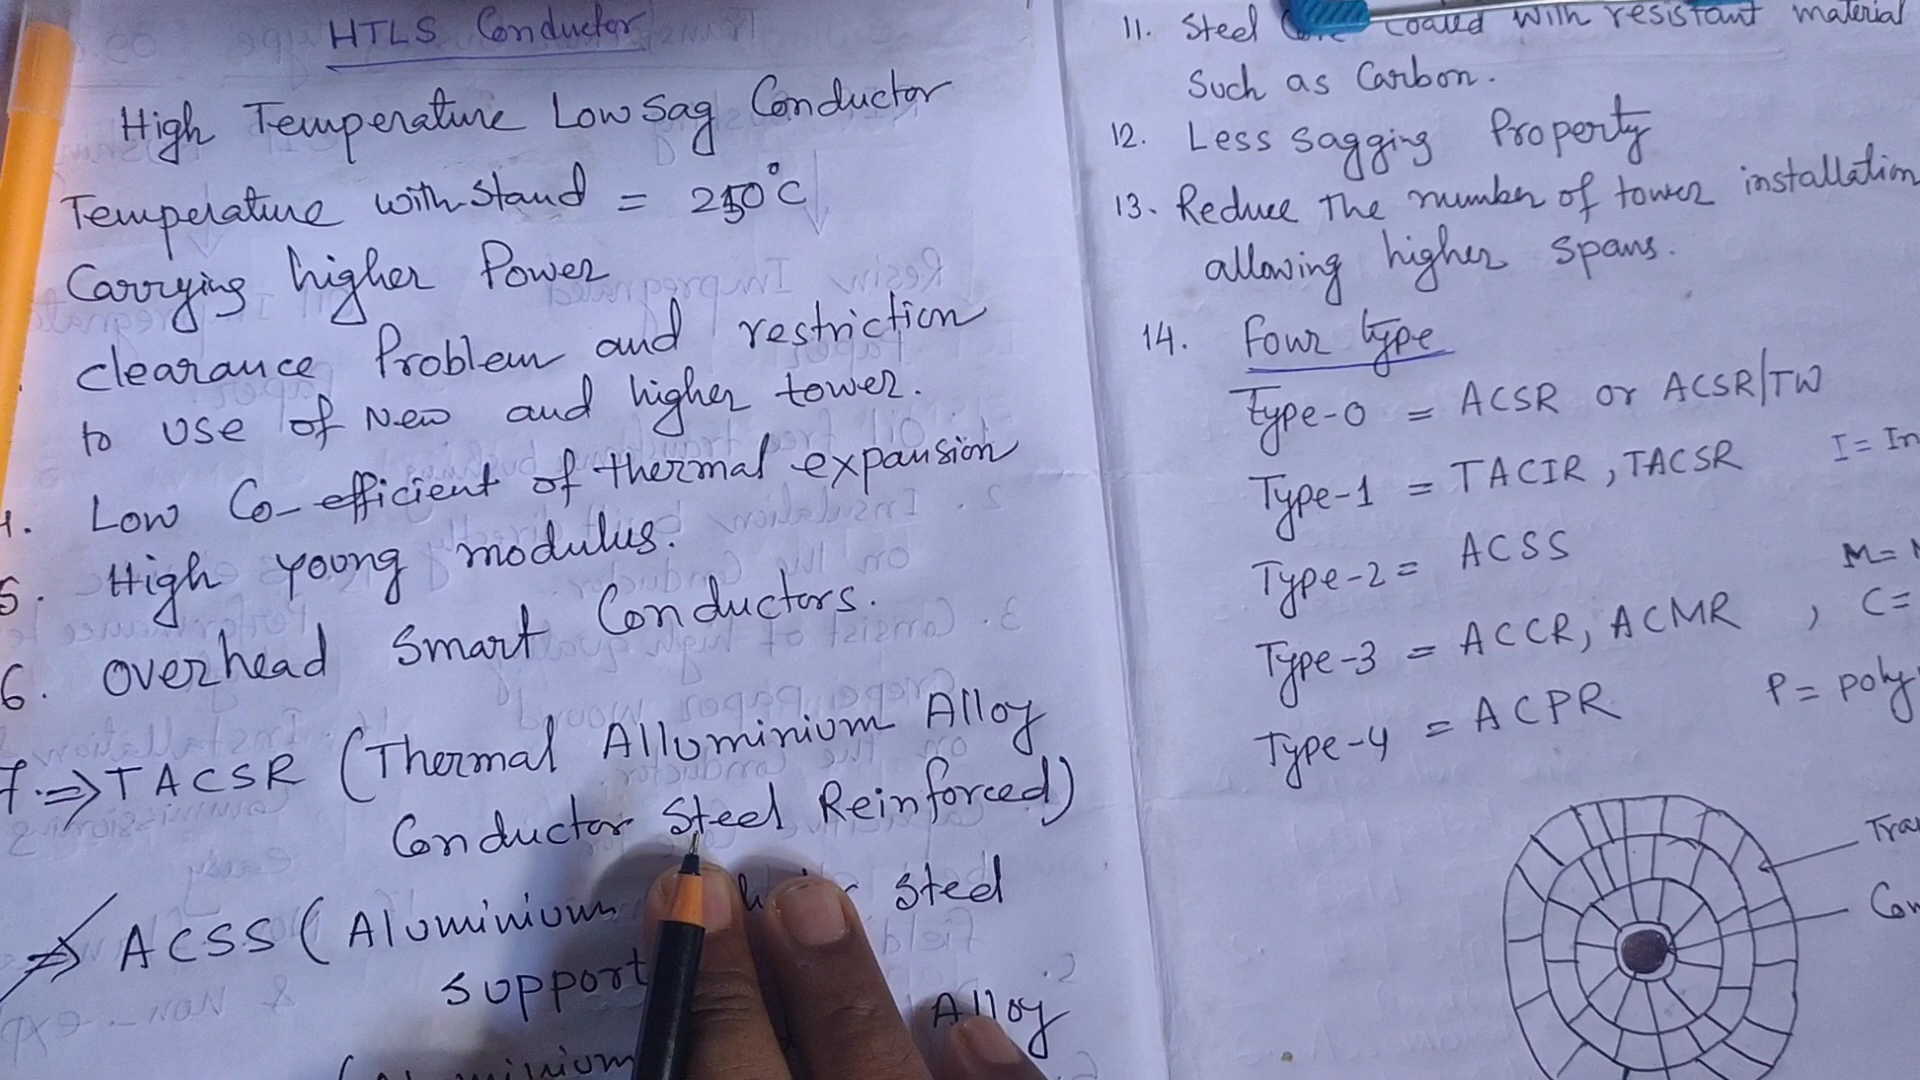 HTLS Conductor
High Temperature Low Sag Conductor
Temperature withstand = 250°C
Carrying higher Power
clearance Problem and restriction
to use of New and higher tower.
4. Low Co-efficient of thermal expansion
5. High young modulus.
6. overhead Smart Conductors.
7.⇒ TACSR (Thermal Alluminium Alloy
Conductor Steel Reinforced)
⇒ ACSS (Aluminium Steel
support
Alloy
11. Steel coated with resistant material
Such as Carbon.
12. Less sagging Property
13. Reduce The number of tower installation
allowing higher spans.
14. Four type
Type-0 = ACSR or ACSR/TW
Type-1 = TACIR, TACSR I=
Type-2 = ACSS M=
Type-3 = ACCR, ACMR , C=
Type-4 = ACPR P=